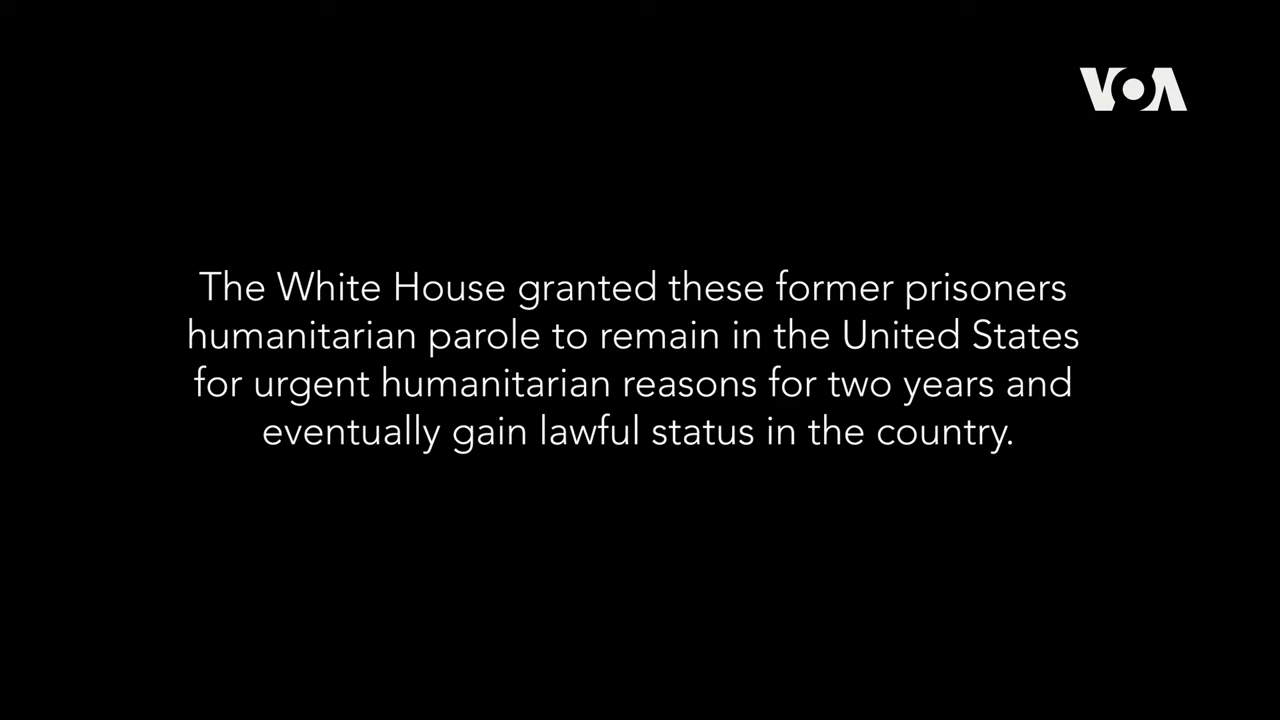 VOA
The White House granted these former prisoners
humanitarian parole to remain in the United States
for urgent humanitarian reasons for two years and
eventually gain lawful status in the country.